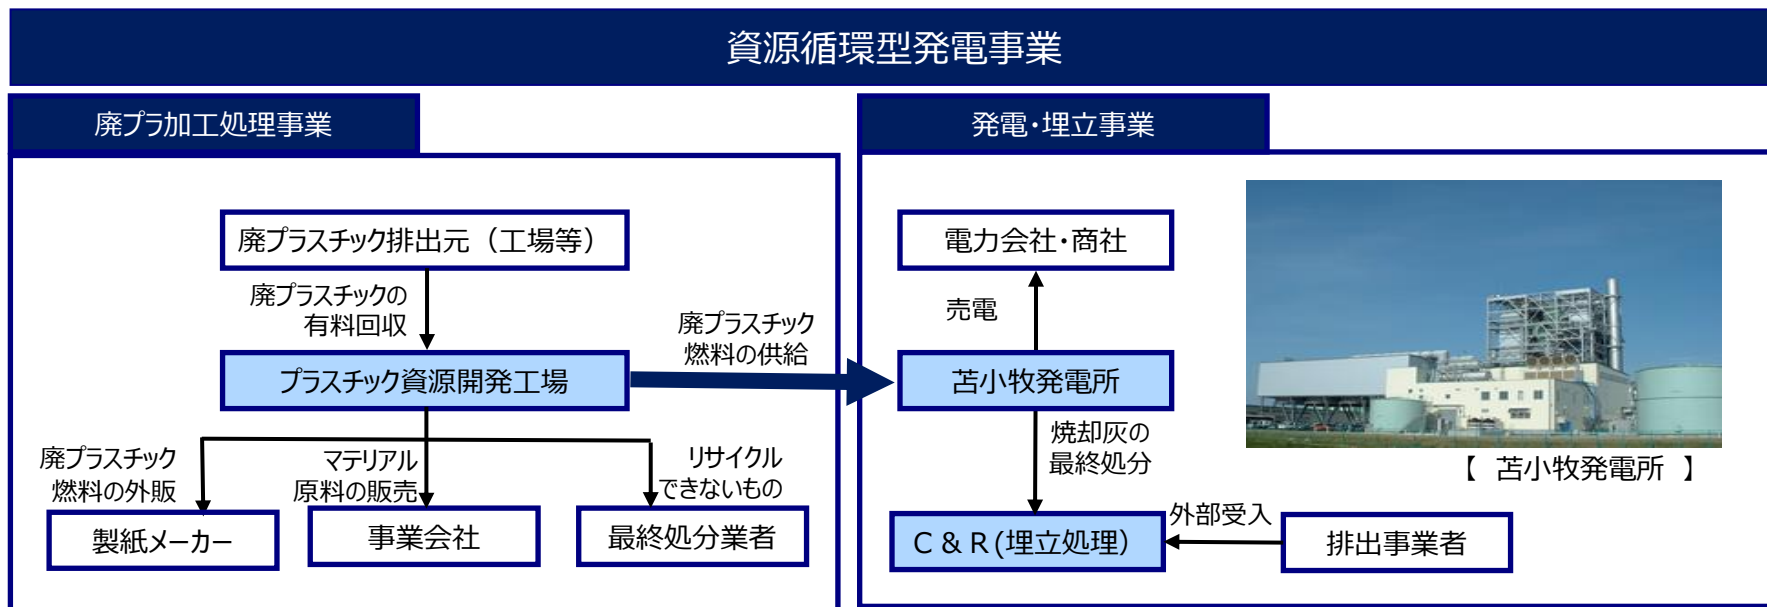 資源循環型発電事業
廃プラ加工処理事業
廃プラスチック排出元（工場等）
廃プラスチックの
有料回収
プラスチック資源開発工場
廃プラスチック
燃料の供給
廃プラスチック
燃料の外販
マテリアル
原料の販売
リサイクル
できないもの
製紙メーカー
事業会社
最終処分業者
発電・埋立事業
電力会社・商社
売電
苫小牧発電所
焼却灰の
最終処分
C & R(埋立処理）
外部受入
排出事業者
【 苫小牧発電所 】